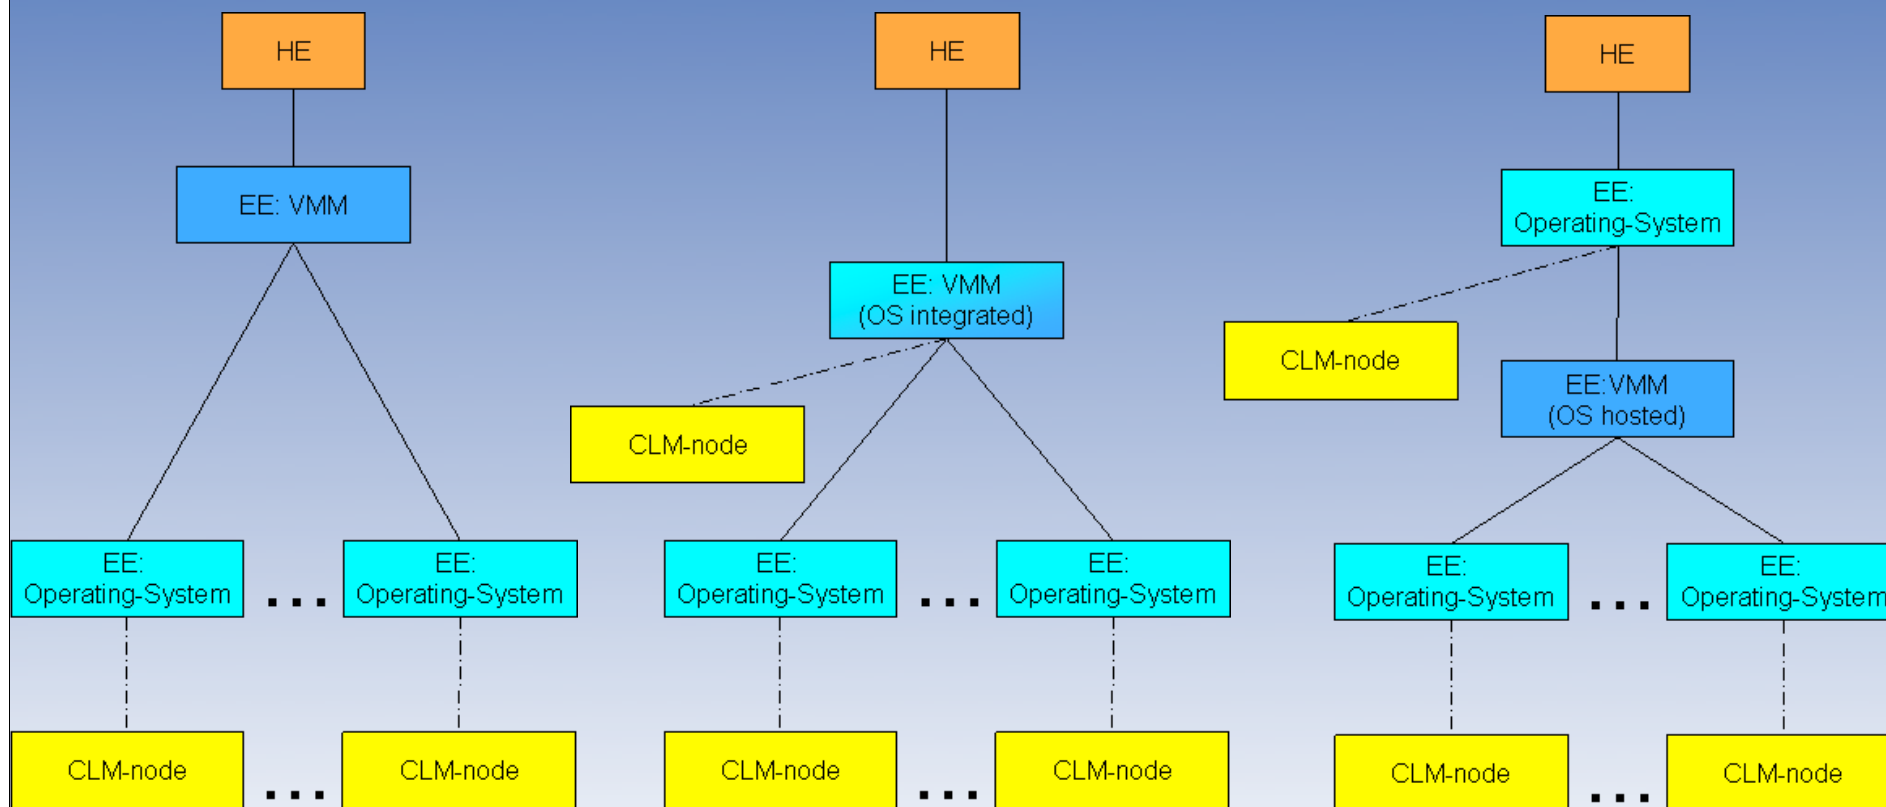 HE
HE
HE
EE: VMM
EE:
Operating-System
EE: VMM
(OS integrated)
CLM-node
EE:VMM
(OS hosted)
CLM-node
EE:
Operating-System
...
EE:
Operating-System
EE:
Operating-System
...
EE:
Operating-System
EE:
Operating-System
...
EE:
Operating-System
CLM-node
...
CLM-node
CLM-node
...
CLM-node
CLM-node
...
CLM-node